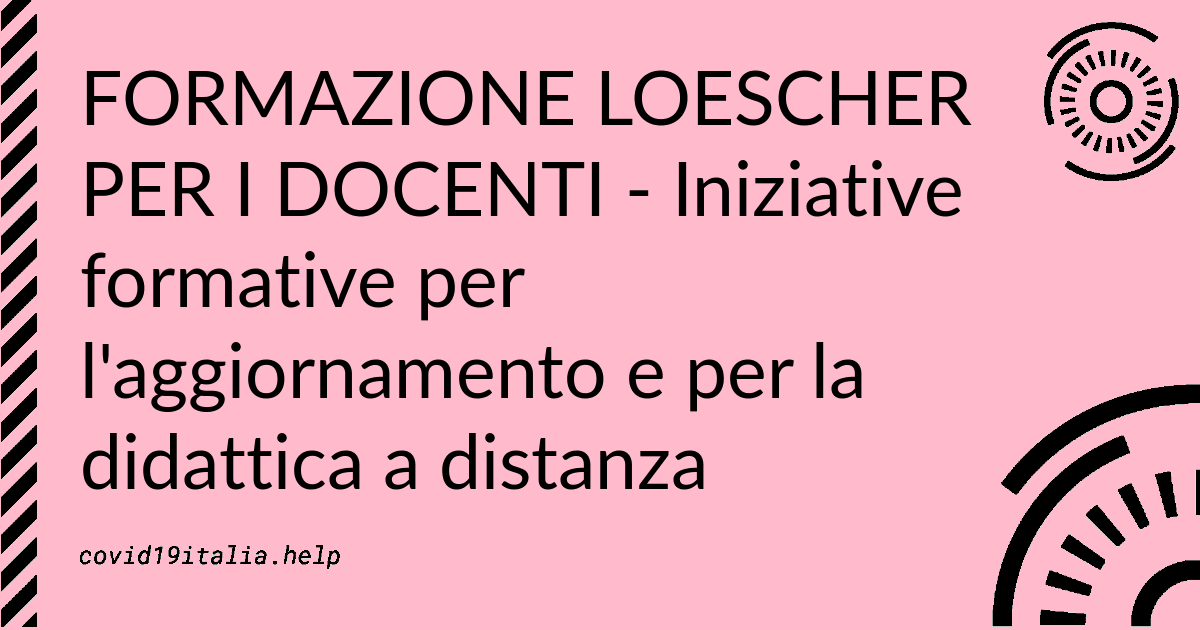 FORMAZIONE LOESCHER
PER I DOCENTI - Iniziative
formative per
l'aggiornamento e per la
didattica a distanza
covid19italia.help